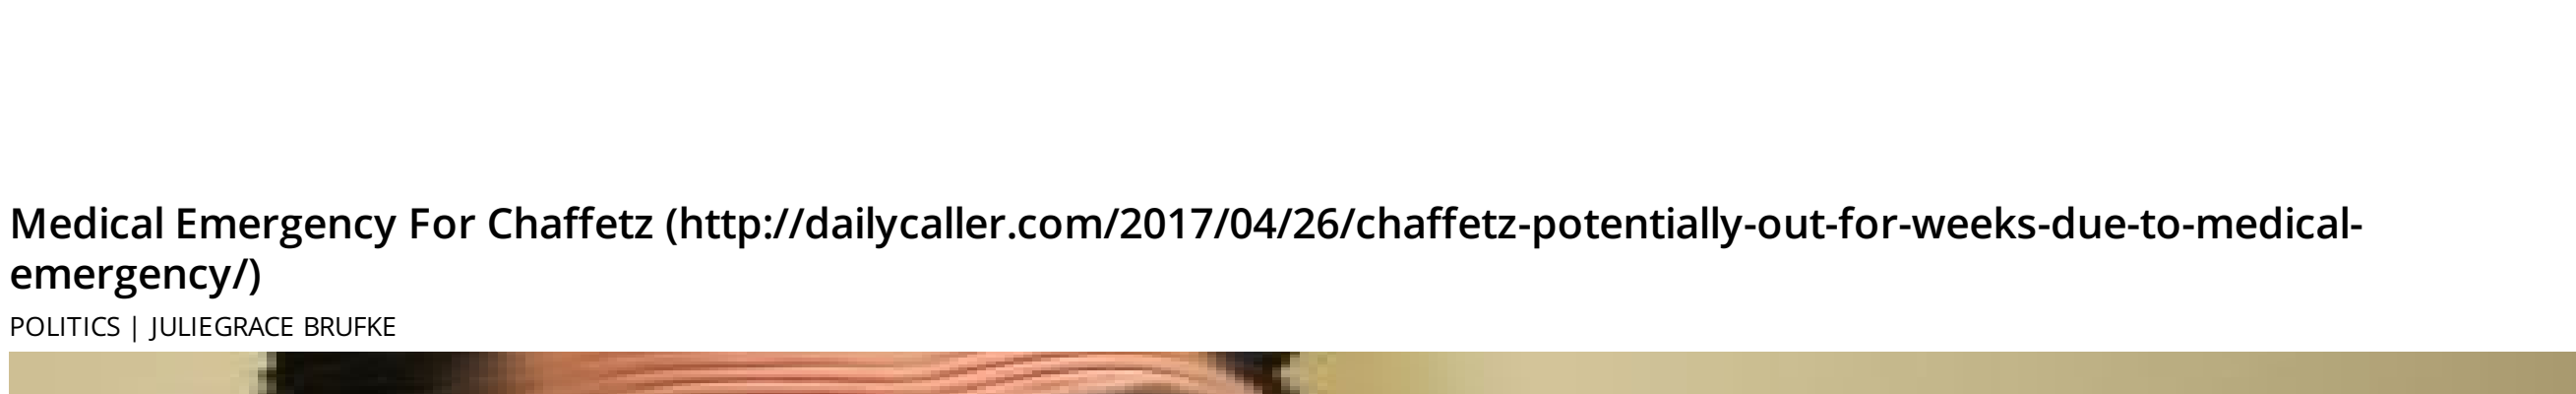 Medical Emergency For Chaffetz (http://dailycaller.com/2017/04/26/chaffetz-potentially-out-for-weeks-due-to-medical-
emergency/)
POLITICS | JULIEGRACE BRUFKE